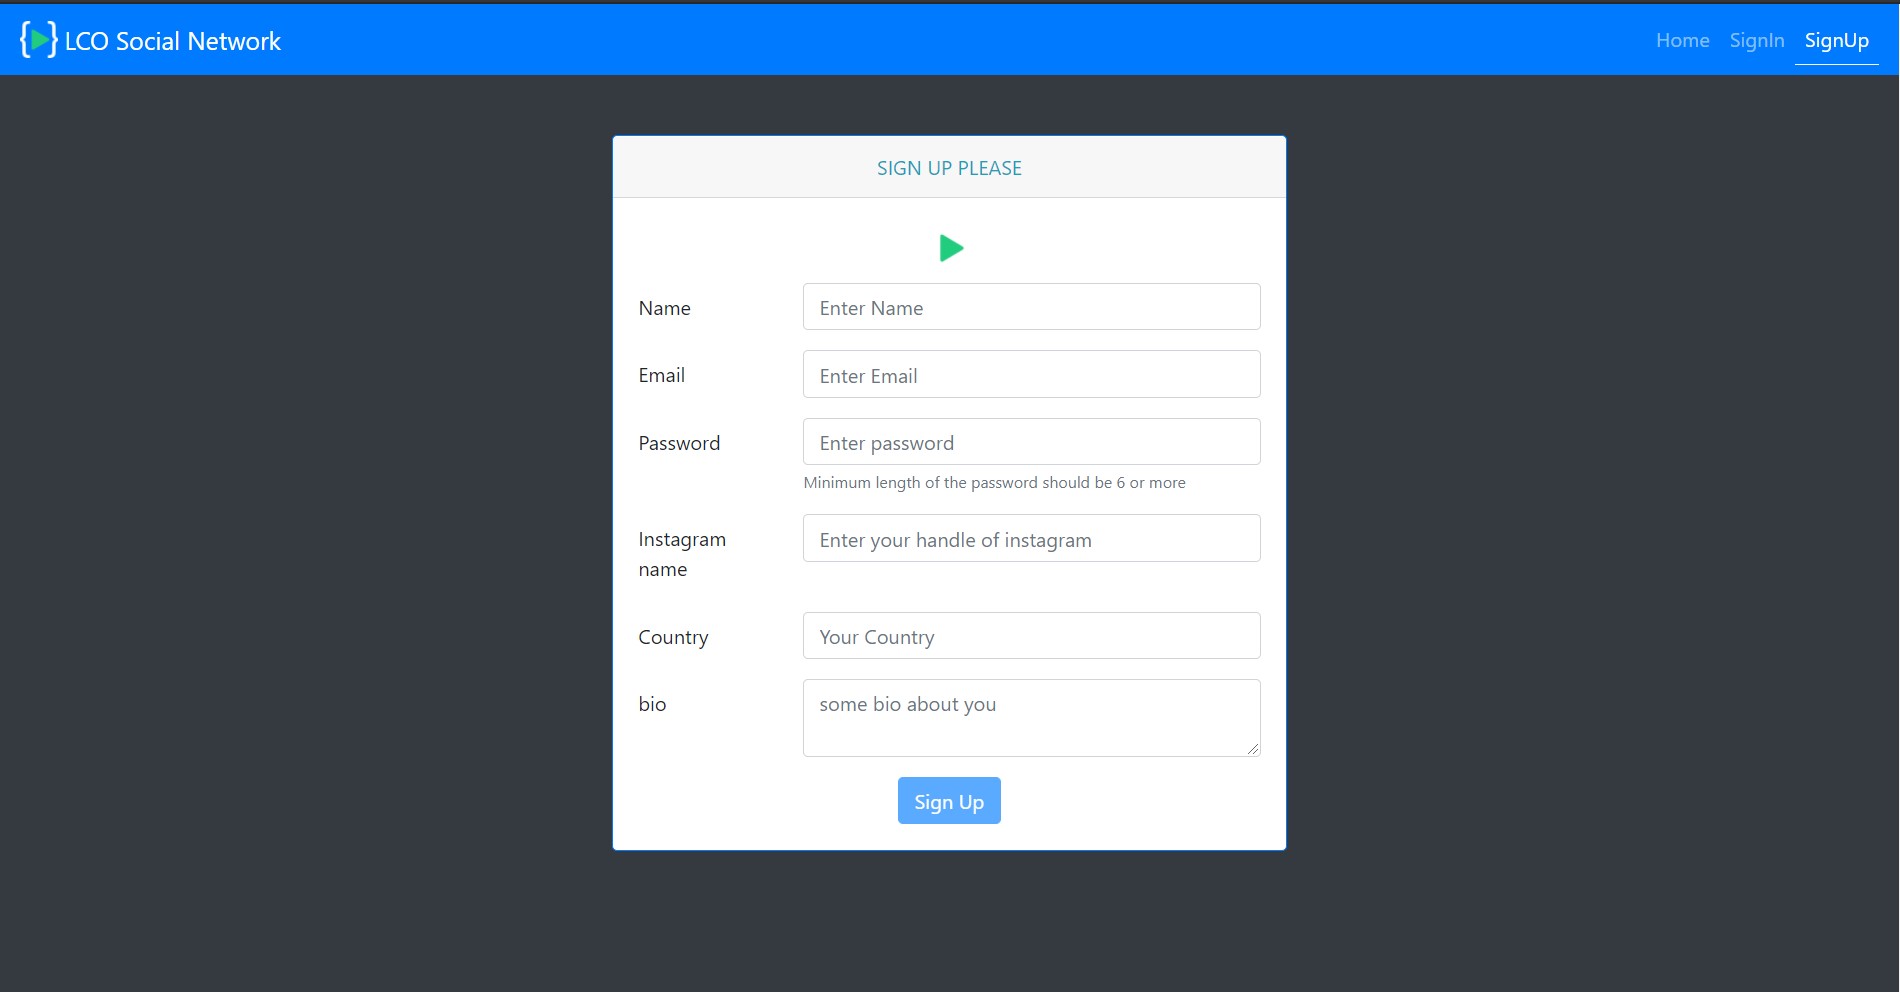 LCO Social Network
Home SignIn SignUp
SIGN UP PLEASE
Name Enter Name
Email Enter Email
Password Enter password
Minimum length of the password should be 6 or more
Instagram Enter your handle of instagram
name
Country Your Country
bio some bio about you
Sign Up